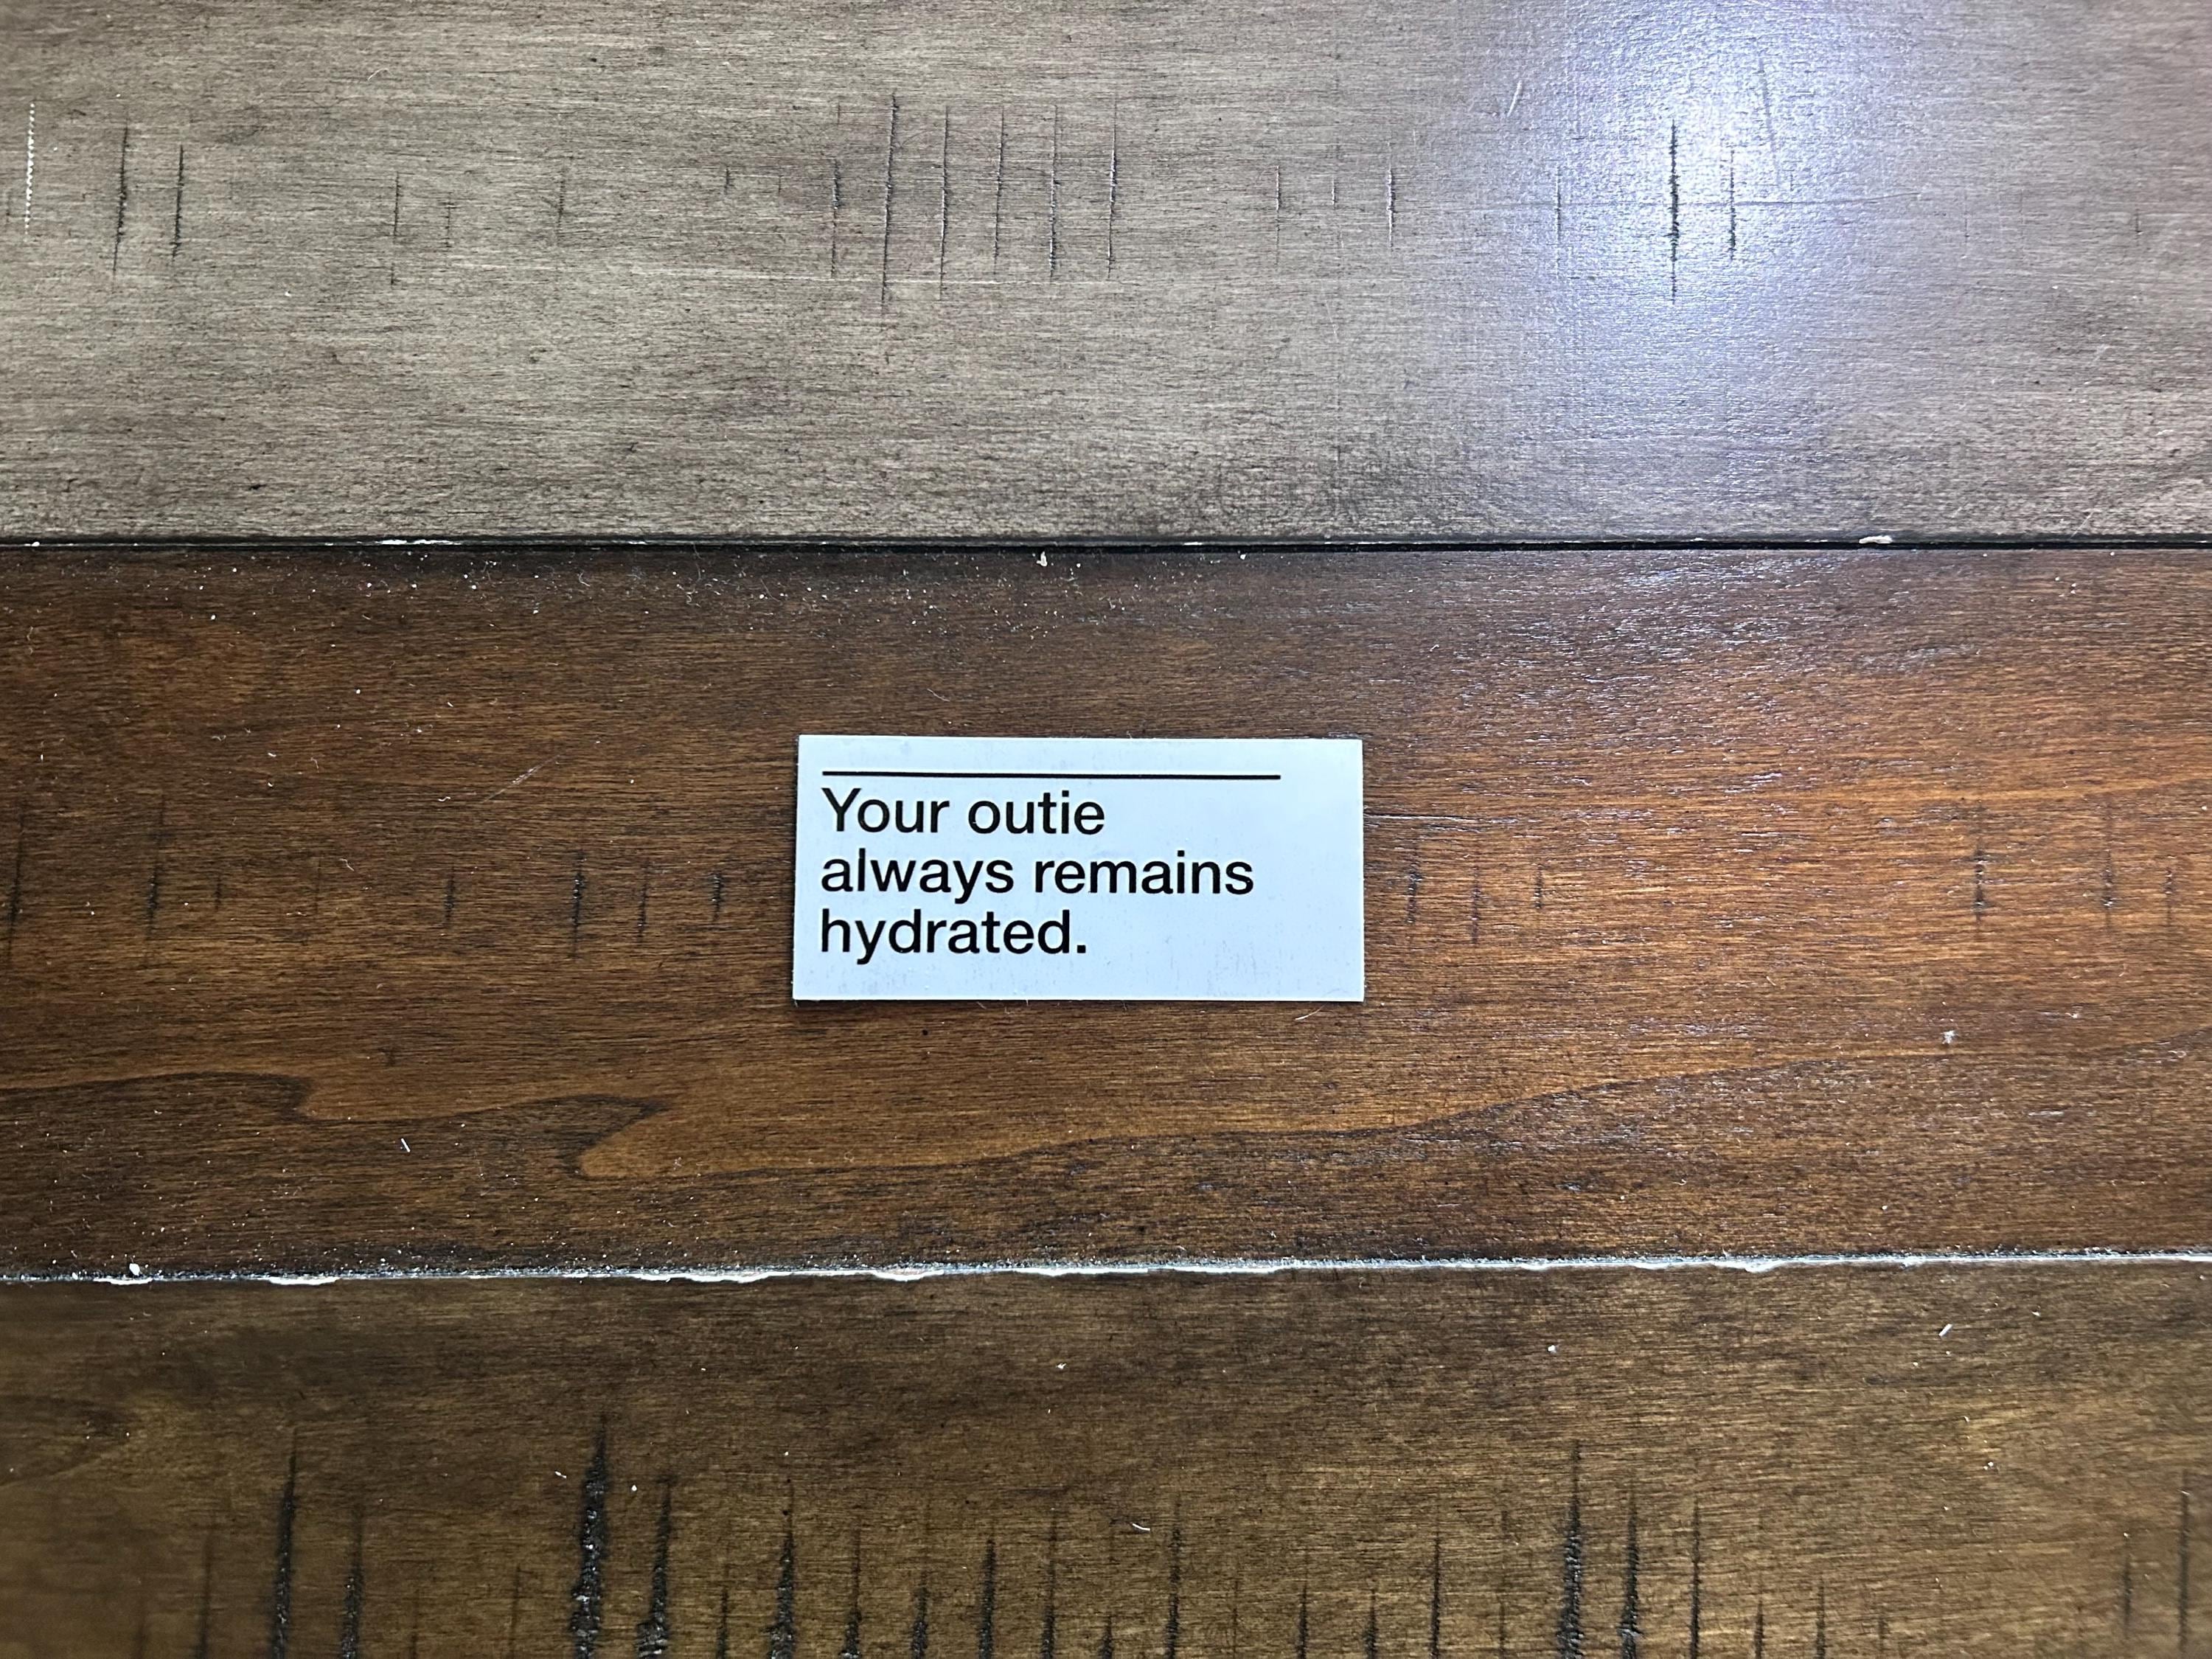 Your outie
always remains
hydrated.